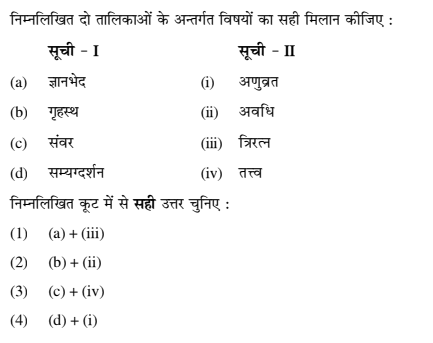 निम्नलिखित दो तालिकाओं के अन्तर्गत विषयों का सही मिलान कीजिए :
सूची - I सूची - II
(a) ज्ञानभेद (i) अणुव्रत
(b) गृहस्थ (ii) अवधि
(c) संवर (iii) त्रिरत्न
(d) सम्यग्दर्शन (iv) तत्त्व
निम्नलिखित कूट में से सही उत्तर चुनिए :
(1) (a) + (iii)
(2) (b) + (ii)
(3) (c) + (iv)
(4) (d) + (i)